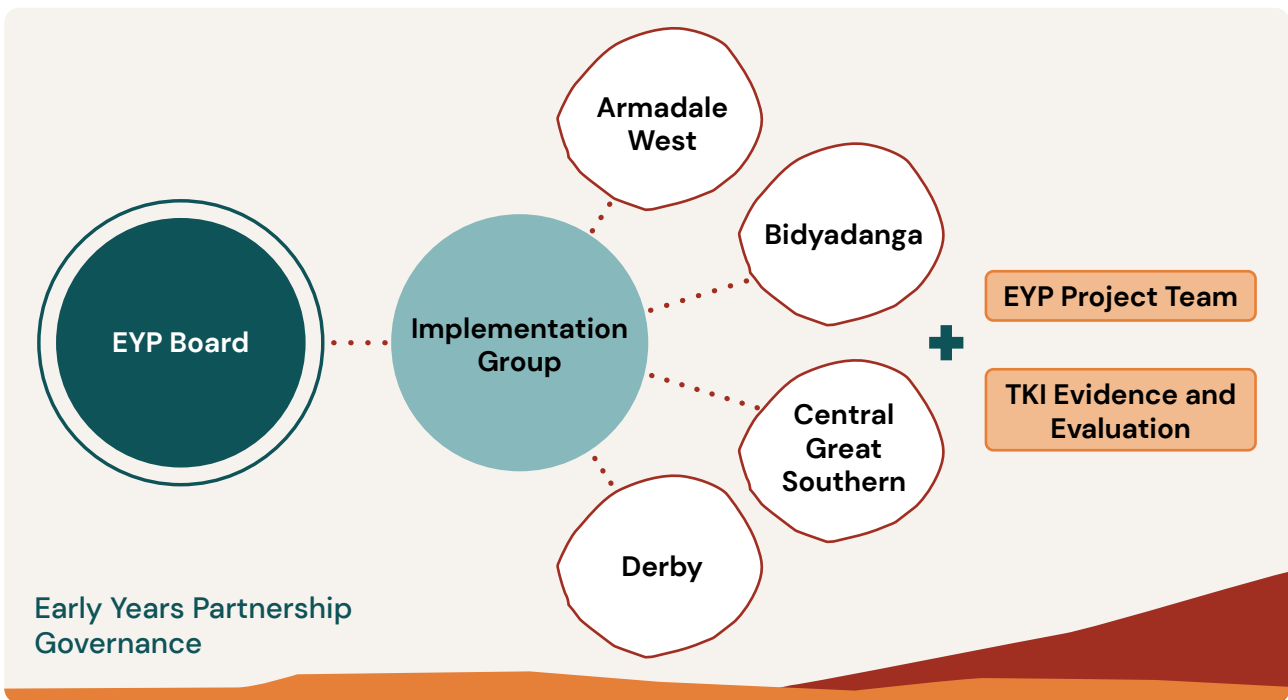 Armadale
West
Bidyadanga
EYP Board
Implementation
Group
Central
Great
Southern
Derby
EYP Project Team
TKI Evidence and
Evaluation
Early Years Partnership
Governance